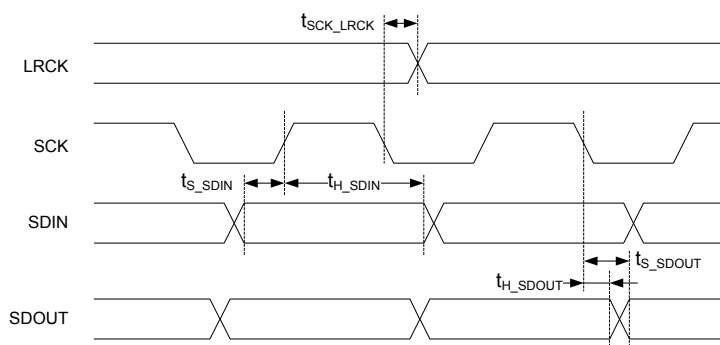 tSCK_LRCK
LRCK
SCK
tS_SDIN
tH_SDIN
SDIN
tS_SDOUT
tH_SDOUT
SDOUT